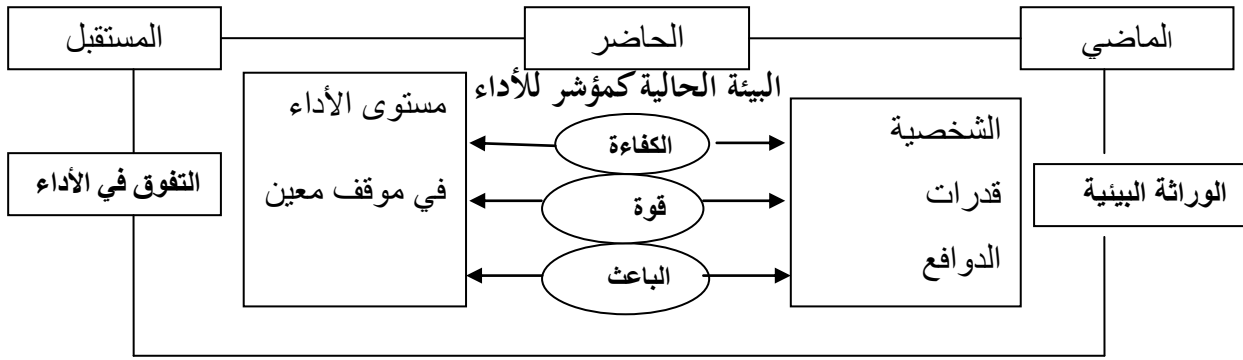 الماضي
الحاضر
المستقبل
البيئة الحالية كمؤشر للأداء
الشخصية
قدرات
الدوافع
الكفاءة
قوة
الباعث
مستوى الأداء
في موقف معين
الوراثة البيئية
التفوق في الأداء